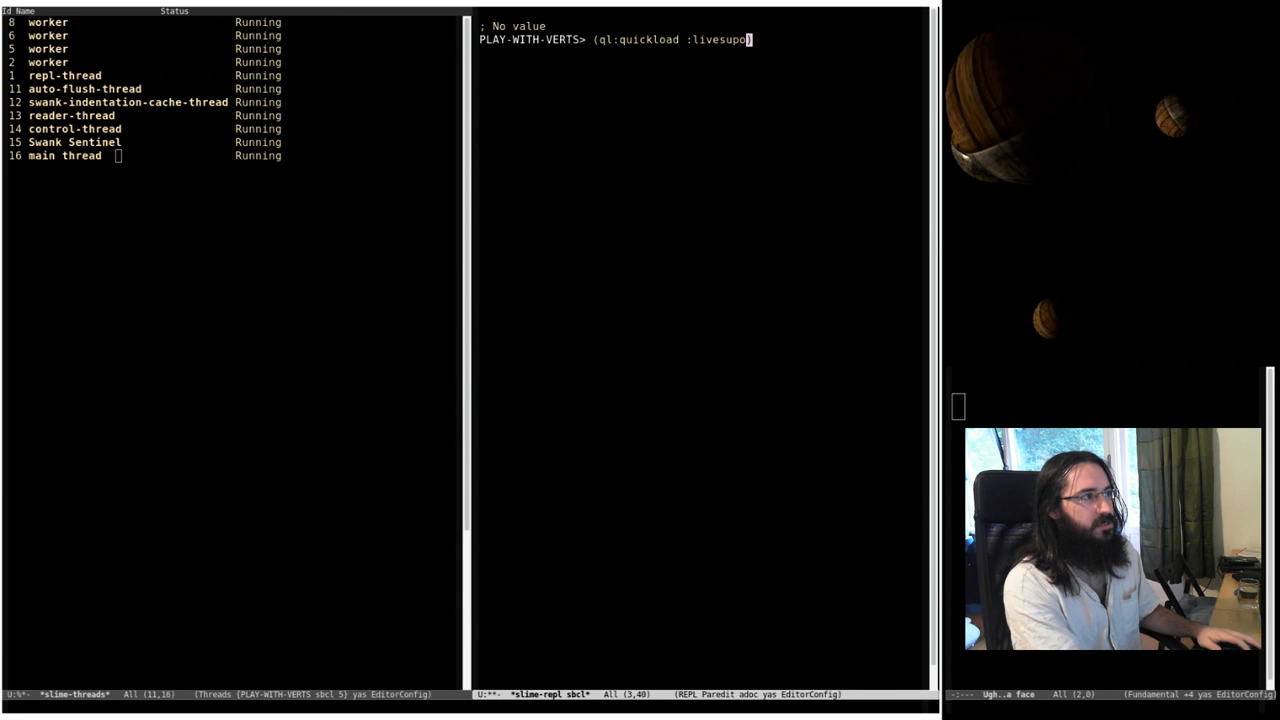 Id Name Status
8 worker Running
6 worker Running
5 worker Running
2 worker Running
1 repl-thread Running
11 auto-flush-thread Running
12 swank-indentation-cache-thread Running
13 reader-thread Running
14 control-thread Running
15 Swank Sentinel Running
16 main thread Running
U:%*- *slime-threads* All (11,16) (Threads {PLAY-WITH-VERTS sbcl 5} yas EditorConfig)
; No value
PLAY-WITH-VERTS> (ql:quickload :livesupo)
U:**- *slime-repl sbcl* All (3,40) (REPL Paredit adoc yas EditorConfig)
-:--- Ugh..a face All (2,0) (Fundamental +4 yas EditorConfig)